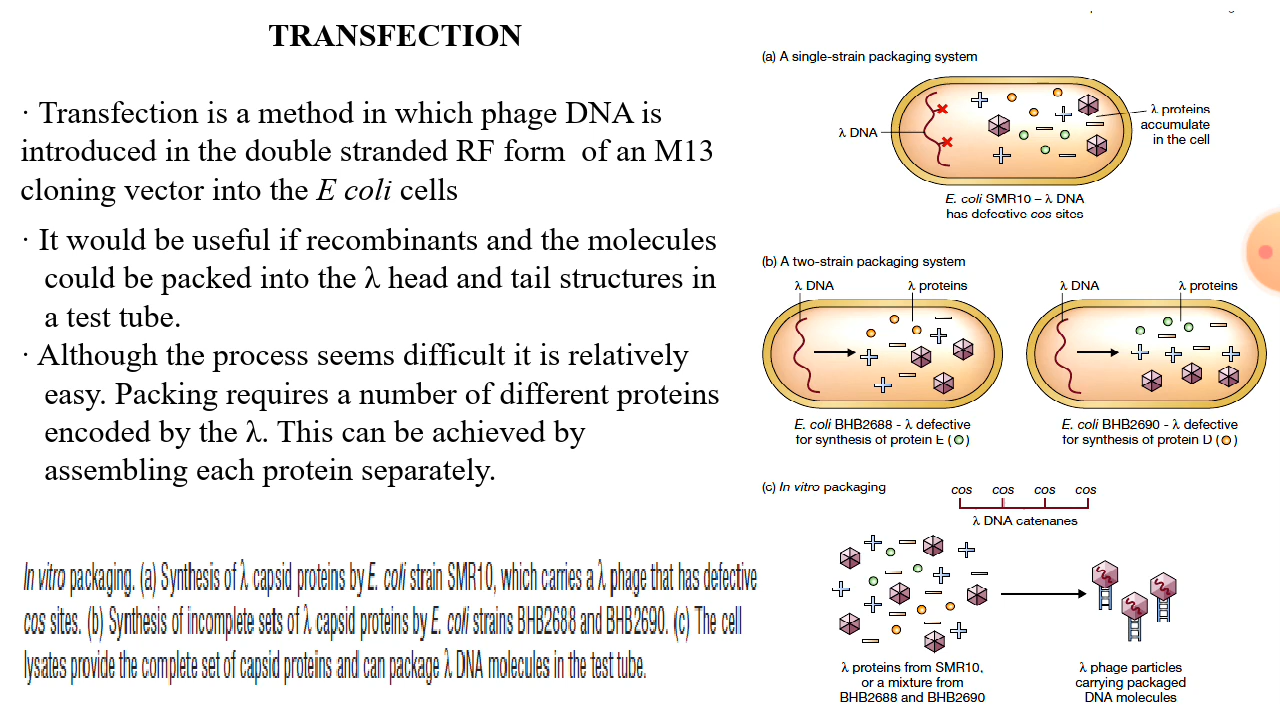 TRANSFECTION
· Transfection is a method in which phage DNA is
introduced in the double stranded RF form of an M13
cloning vector into the E coli cells
· It would be useful if recombinants and the molecules
could be packed into the λ head and tail structures in
a test tube.
· Although the process seems difficult it is relatively
easy. Packing requires a number of different proteins
encoded by the λ. This can be achieved by
assembling each protein separately.
In vitro packaging. (a) Synthesis of λ capsid proteins by E. coli strain SMR10, which carries a λ phage that has defective
cos sites. (b) Synthesis of incomplete sets of λ capsid proteins by E. coli strains BHB2688 and BHB2690. (c) The cell
lysates provide the complete set of capsid proteins and can package λ DNA molecules in the test tube.
(a) A single-strain packaging system
λ DNA
λ proteins
accumulate
in the cell
E. coli SMR10 – λ DNA
has defective cos sites
(b) A two-strain packaging system
λ DNA
λ proteins
λ DNA
λ proteins
E. coli BHB2688 - λ defective
for synthesis of protein E ( )
E. coli BHB2690 - λ defective
for synthesis of protein D ( )
(c) In vitro packaging
cos cos cos cos
λ DNA catenanes
λ proteins from SMR10,
or a mixture from
BHB2688 and BHB2690
λ phage particles
carrying packaged
DNA molecules